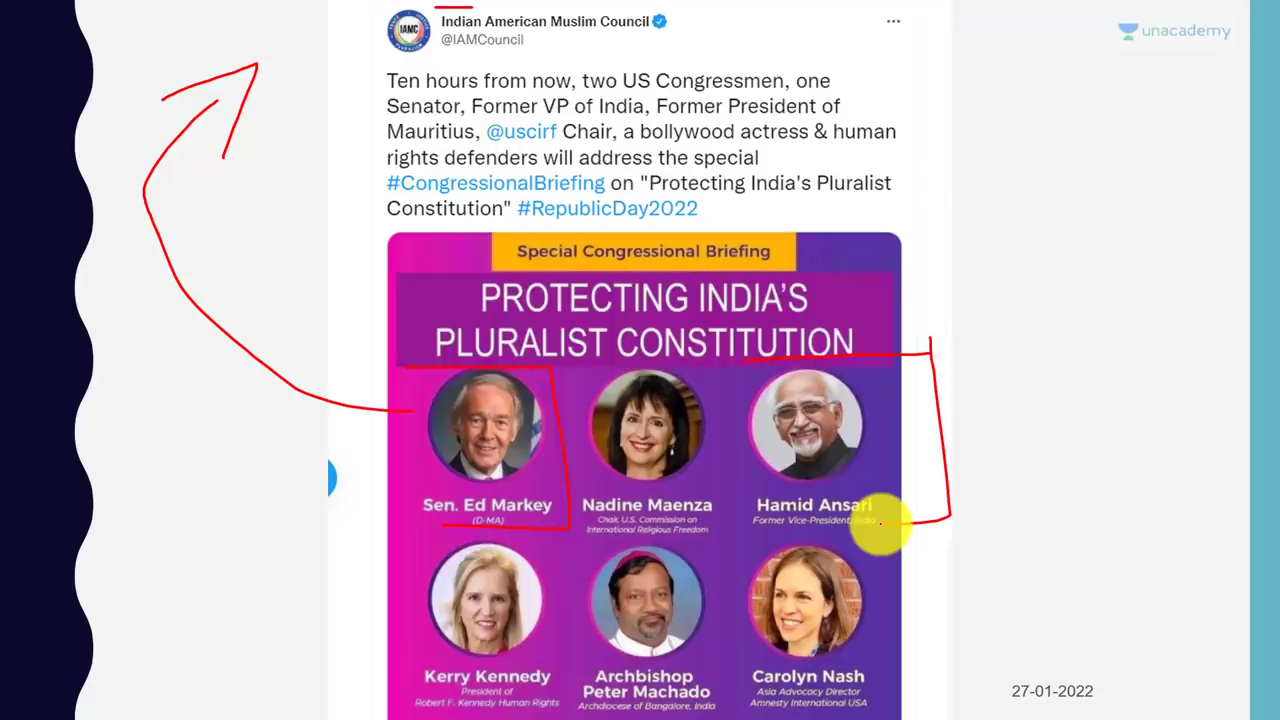 Indian American Muslim Council
@IAMCouncil
IAMC
unacademy
Ten hours from now, two US Congressmen, one
Senator, Former VP of India, Former President of
Mauritius, @uscirf Chair, a bollywood actress & human
rights defenders will address the special
#CongressionalBriefing on "Protecting India's Pluralist
Constitution" #RepublicDay2022
Special Congressional Briefing
PROTECTING INDIA'S
PLURALIST CONSTITUTION
Sen. Ed Markey
(D-MA)
Nadine Maenza
Chair, U.S. Commission on
International Religious Freedom
Hamid Ansari
Former Vice-President, India
Kerry Kennedy
President of
Robert F. Kennedy Human Rights
Archbishop
Peter Machado
Archdiocese of Bangalore, India
Carolyn Nash
Asia Advocacy Director
Amnesty International USA
27-01-2022